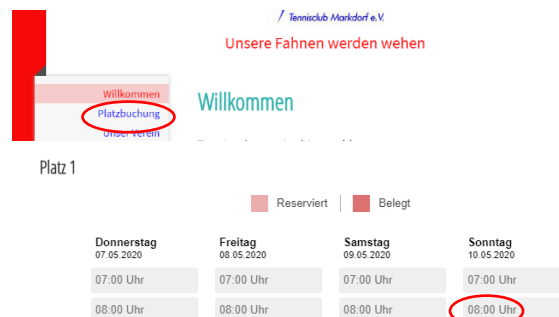 Tennisclub Markdorf e.V.
Unsere Fahnen werden wehen
Willkommen
Platzbuchung
Unser Verein
Willkommen
Platz 1
Reserviert
Belegt
Donnerstag Freitag Samstag Sonntag
07.05.2020 08.05.2020 09.05.2020 10.05.2020
07:00 Uhr 07:00 Uhr 07:00 Uhr 07:00 Uhr
08:00 Uhr 08:00 Uhr 08:00 Uhr 08:00 Uhr